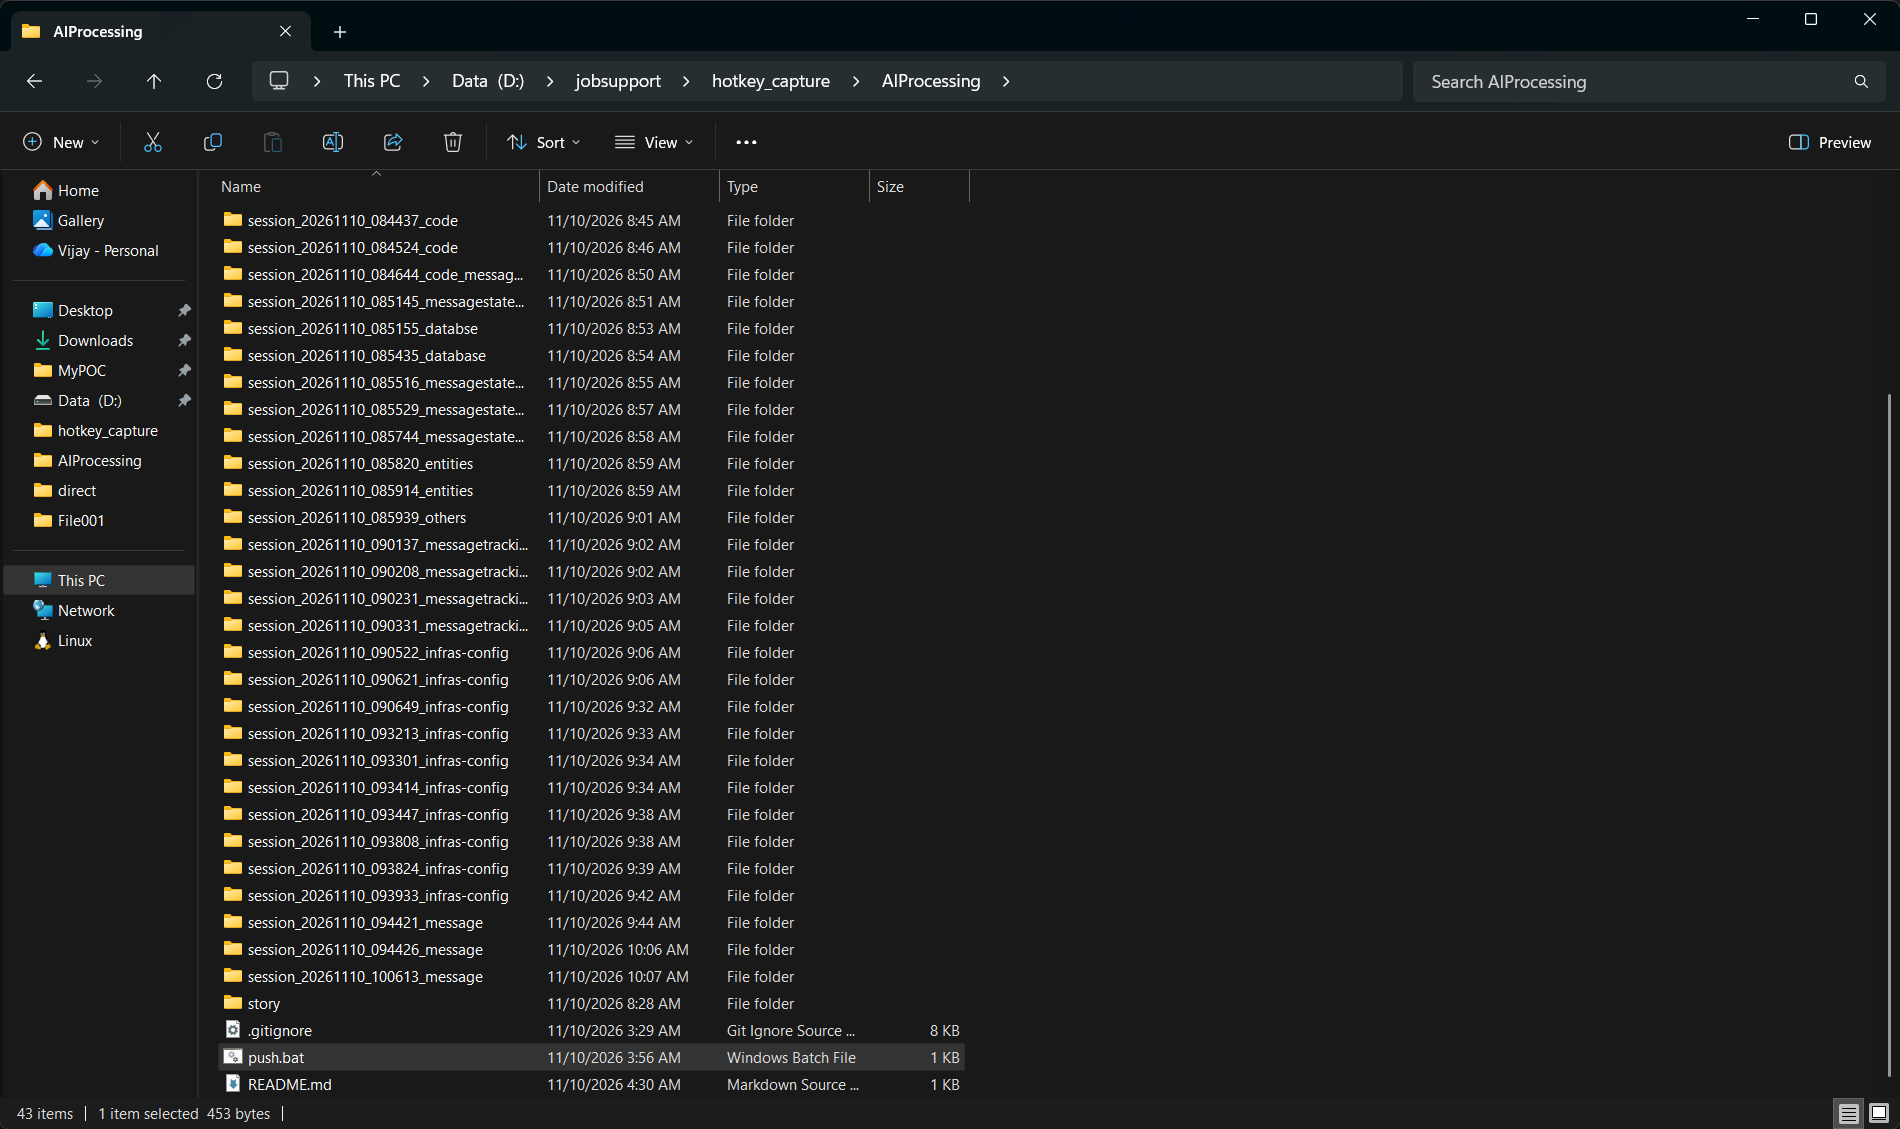 AIProcessing
This PC
Data (D:)
jobsupport
hotkey_capture
AIProcessing
Search AIProcessing
New
Sort
View
Preview
Home
Gallery
Vijay - Personal
Desktop
Downloads
MyPOC
Data (D:)
hotkey_capture
AIProcessing
direct
File001
This PC
Network
Linux
Name Date modified Type Size
session_20261110_084437_code 11/10/2026 8:45 AM File folder
session_20261110_084524_code 11/10/2026 8:46 AM File folder
session_20261110_084644_code_messag... 11/10/2026 8:50 AM File folder
session_20261110_085145_messagestate... 11/10/2026 8:51 AM File folder
session_20261110_085155_databse 11/10/2026 8:53 AM File folder
session_20261110_085435_database 11/10/2026 8:54 AM File folder
session_20261110_085516_messagestate... 11/10/2026 8:55 AM File folder
session_20261110_085529_messagestate... 11/10/2026 8:57 AM File folder
session_20261110_085744_messagestate... 11/10/2026 8:58 AM File folder
session_20261110_085820_entities 11/10/2026 8:59 AM File folder
session_20261110_085914_entities 11/10/2026 8:59 AM File folder
session_20261110_085939_others 11/10/2026 9:01 AM File folder
session_20261110_090137_messagetracki... 11/10/2026 9:02 AM File folder
session_20261110_090208_messagetracki... 11/10/2026 9:02 AM File folder
session_20261110_090231_messagetracki... 11/10/2026 9:03 AM File folder
session_20261110_090331_messagetracki... 11/10/2026 9:05 AM File folder
session_20261110_090522_infras-config 11/10/2026 9:06 AM File folder
session_20261110_090621_infras-config 11/10/2026 9:06 AM File folder
session_20261110_090649_infras-config 11/10/2026 9:32 AM File folder
session_20261110_093213_infras-config 11/10/2026 9:33 AM File folder
session_20261110_093301_infras-config 11/10/2026 9:34 AM File folder
session_20261110_093414_infras-config 11/10/2026 9:34 AM File folder
session_20261110_093447_infras-config 11/10/2026 9:38 AM File folder
session_20261110_093808_infras-config 11/10/2026 9:38 AM File folder
session_20261110_093824_infras-config 11/10/2026 9:39 AM File folder
session_20261110_093933_infras-config 11/10/2026 9:42 AM File folder
session_20261110_094421_message 11/10/2026 9:44 AM File folder
session_20261110_094426_message 11/10/2026 10:06 AM File folder
session_20261110_100613_message 11/10/2026 10:07 AM File folder
story 11/10/2026 8:28 AM File folder
.gitignore 11/10/2026 3:29 AM Git Ignore Source ... 8 KB
push.bat 11/10/2026 3:56 AM Windows Batch File 1 KB
README.md 11/10/2026 4:30 AM Markdown Source ... 1 KB
43 items 1 item selected 453 bytes